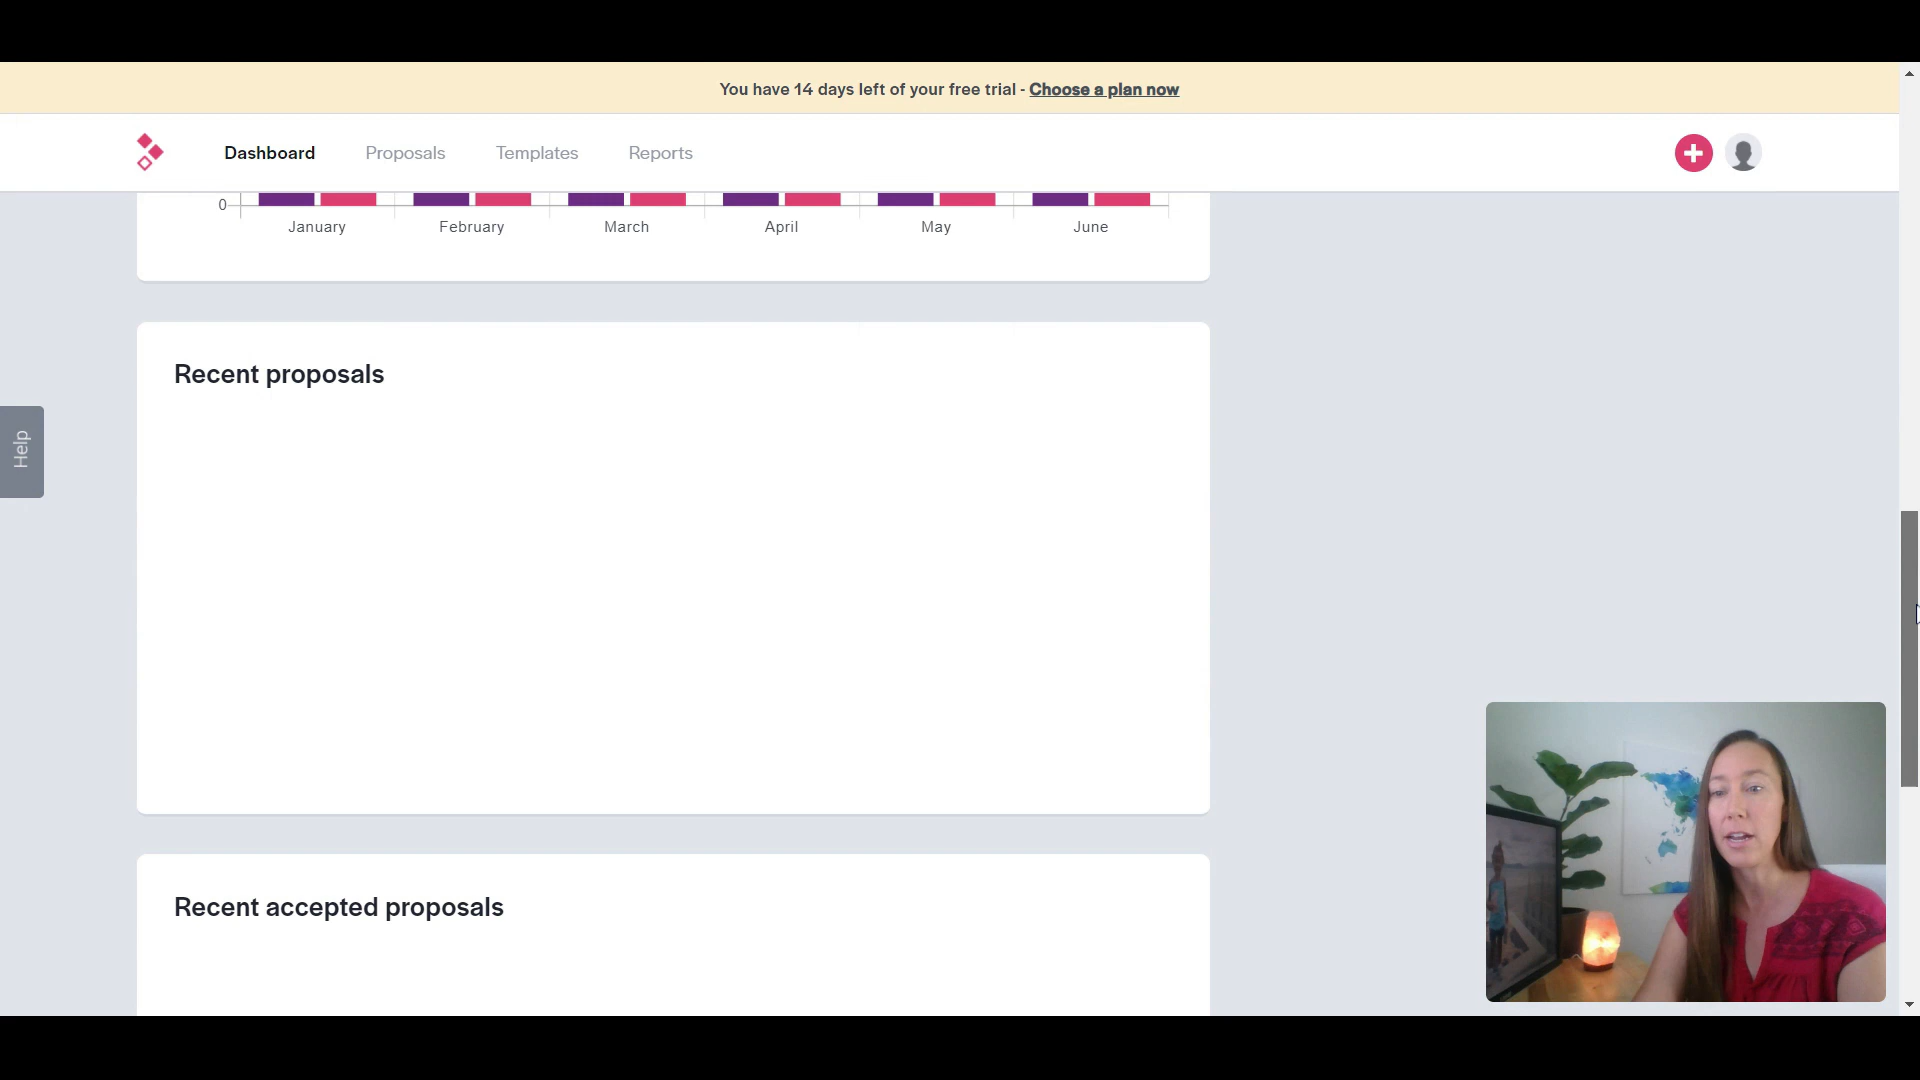 You have 14 days left of your free trial - Choose a plan now
Dashboard Proposals Templates Reports
0
January February March April May June
Recent proposals
Help
Recent accepted proposals